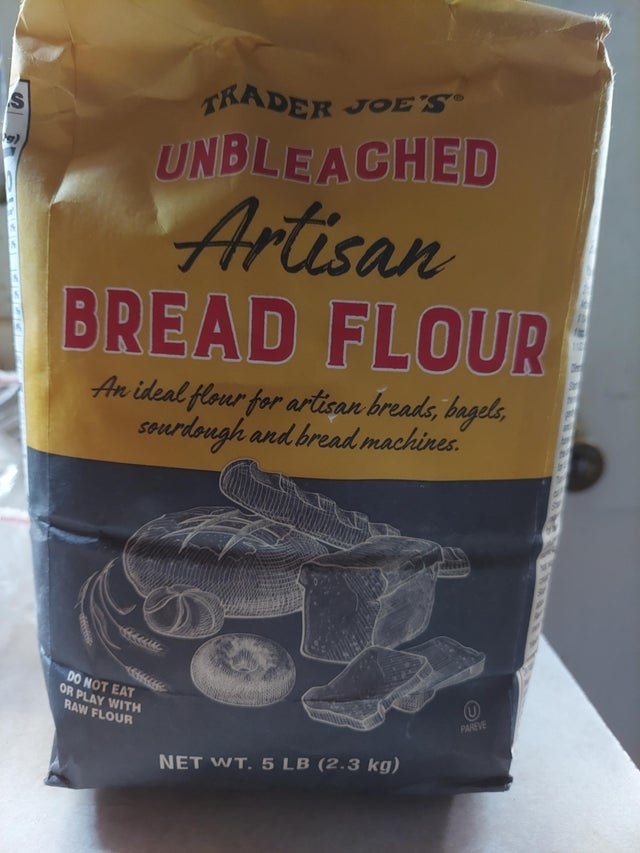 TRADER JOE'S®
UNBLEACHED
Artisan
BREAD FLOUR
An ideal flour for artisan breads, bagels,
sourdough and bread machines.
DO NOT EAT
OR PLAY WITH
RAW FLOUR
U
PAREVE
NET WT. 5 LB (2.3 kg)